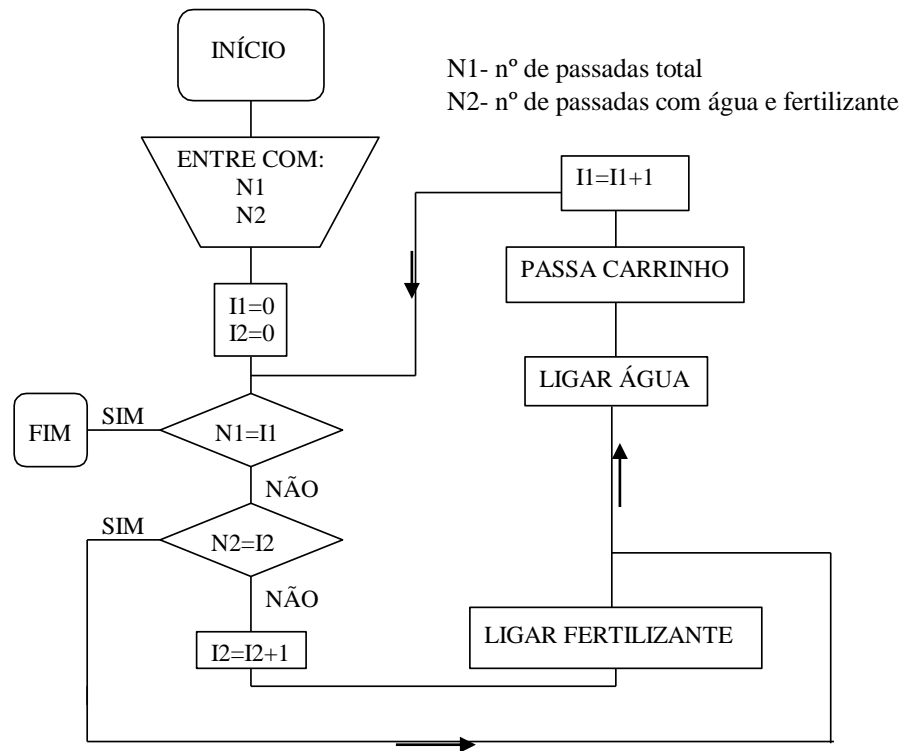 INÍCIO
N1- nº de passadas total
N2- nº de passadas com água e fertilizante
ENTRE COM:
N1
N2
I1=I1+1
PASSA CARRINHO
I1=0
I2=0
LIGAR ÁGUA
SIM
FIM
N1=I1
NÃO
SIM
N2=I2
NÃO
LIGAR FERTILIZANTE
I2=I2+1